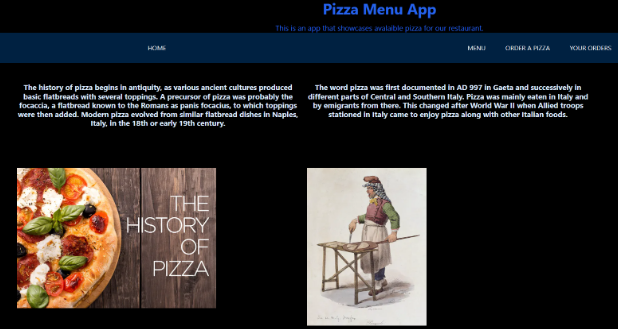 Pizza Menu App
This is an app that showcases avalaible pizza for our restaurant.
HOME
MENU
ORDER A PIZZA
YOUR ORDERS
The history of pizza begins in antiquity, as various ancient cultures produced
basic flatbreads with several toppings. A precursor of pizza was probably the
focaccia, a flatbread known to the Romans as panis focacius, to which toppings
were then added. Modern pizza evolved from similar flatbread dishes in Naples,
Italy, in the 18th or early 19th century.
The word pizza was first documented in AD 997 in Gaeta and successively in
different parts of Central and Southern Italy. Pizza was mainly eaten in Italy and
by emigrants from there. This changed after World War II when Allied troops
stationed in Italy came to enjoy pizza along with other Italian foods.
THE
HISTORY
OF
PIZZA